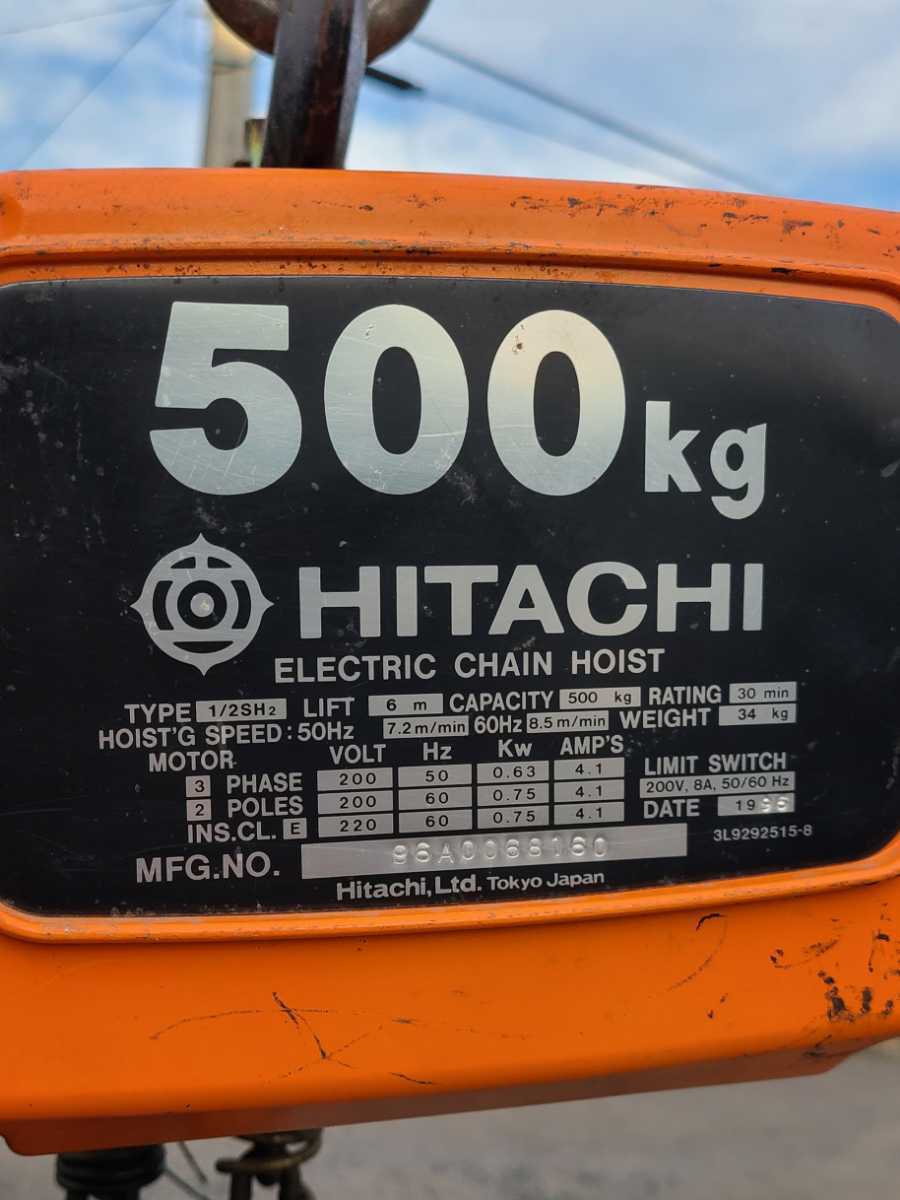 500kg
HITACHI
ELECTRIC CHAIN HOIST
TYPE 1/2SH2 LIFT 6 m CAPACITY 500 kg RATING 30 min
HOIST'G SPEED : 50Hz 7.2 m/min 60Hz 8.5 m/min WEIGHT 34 kg
MOTOR VOLT Hz Kw AMP'S LIMIT SWITCH
3 PHASE 200 50 0.63 4.1 200V, 8A, 50/60 Hz
2 POLES 200 60 0.75 4.1 DATE 1996
INS.CL. E 220 60 0.75 4.1 3L9292515-8
MFG.NO. 96A0068160
Hitachi, Ltd. Tokyo Japan